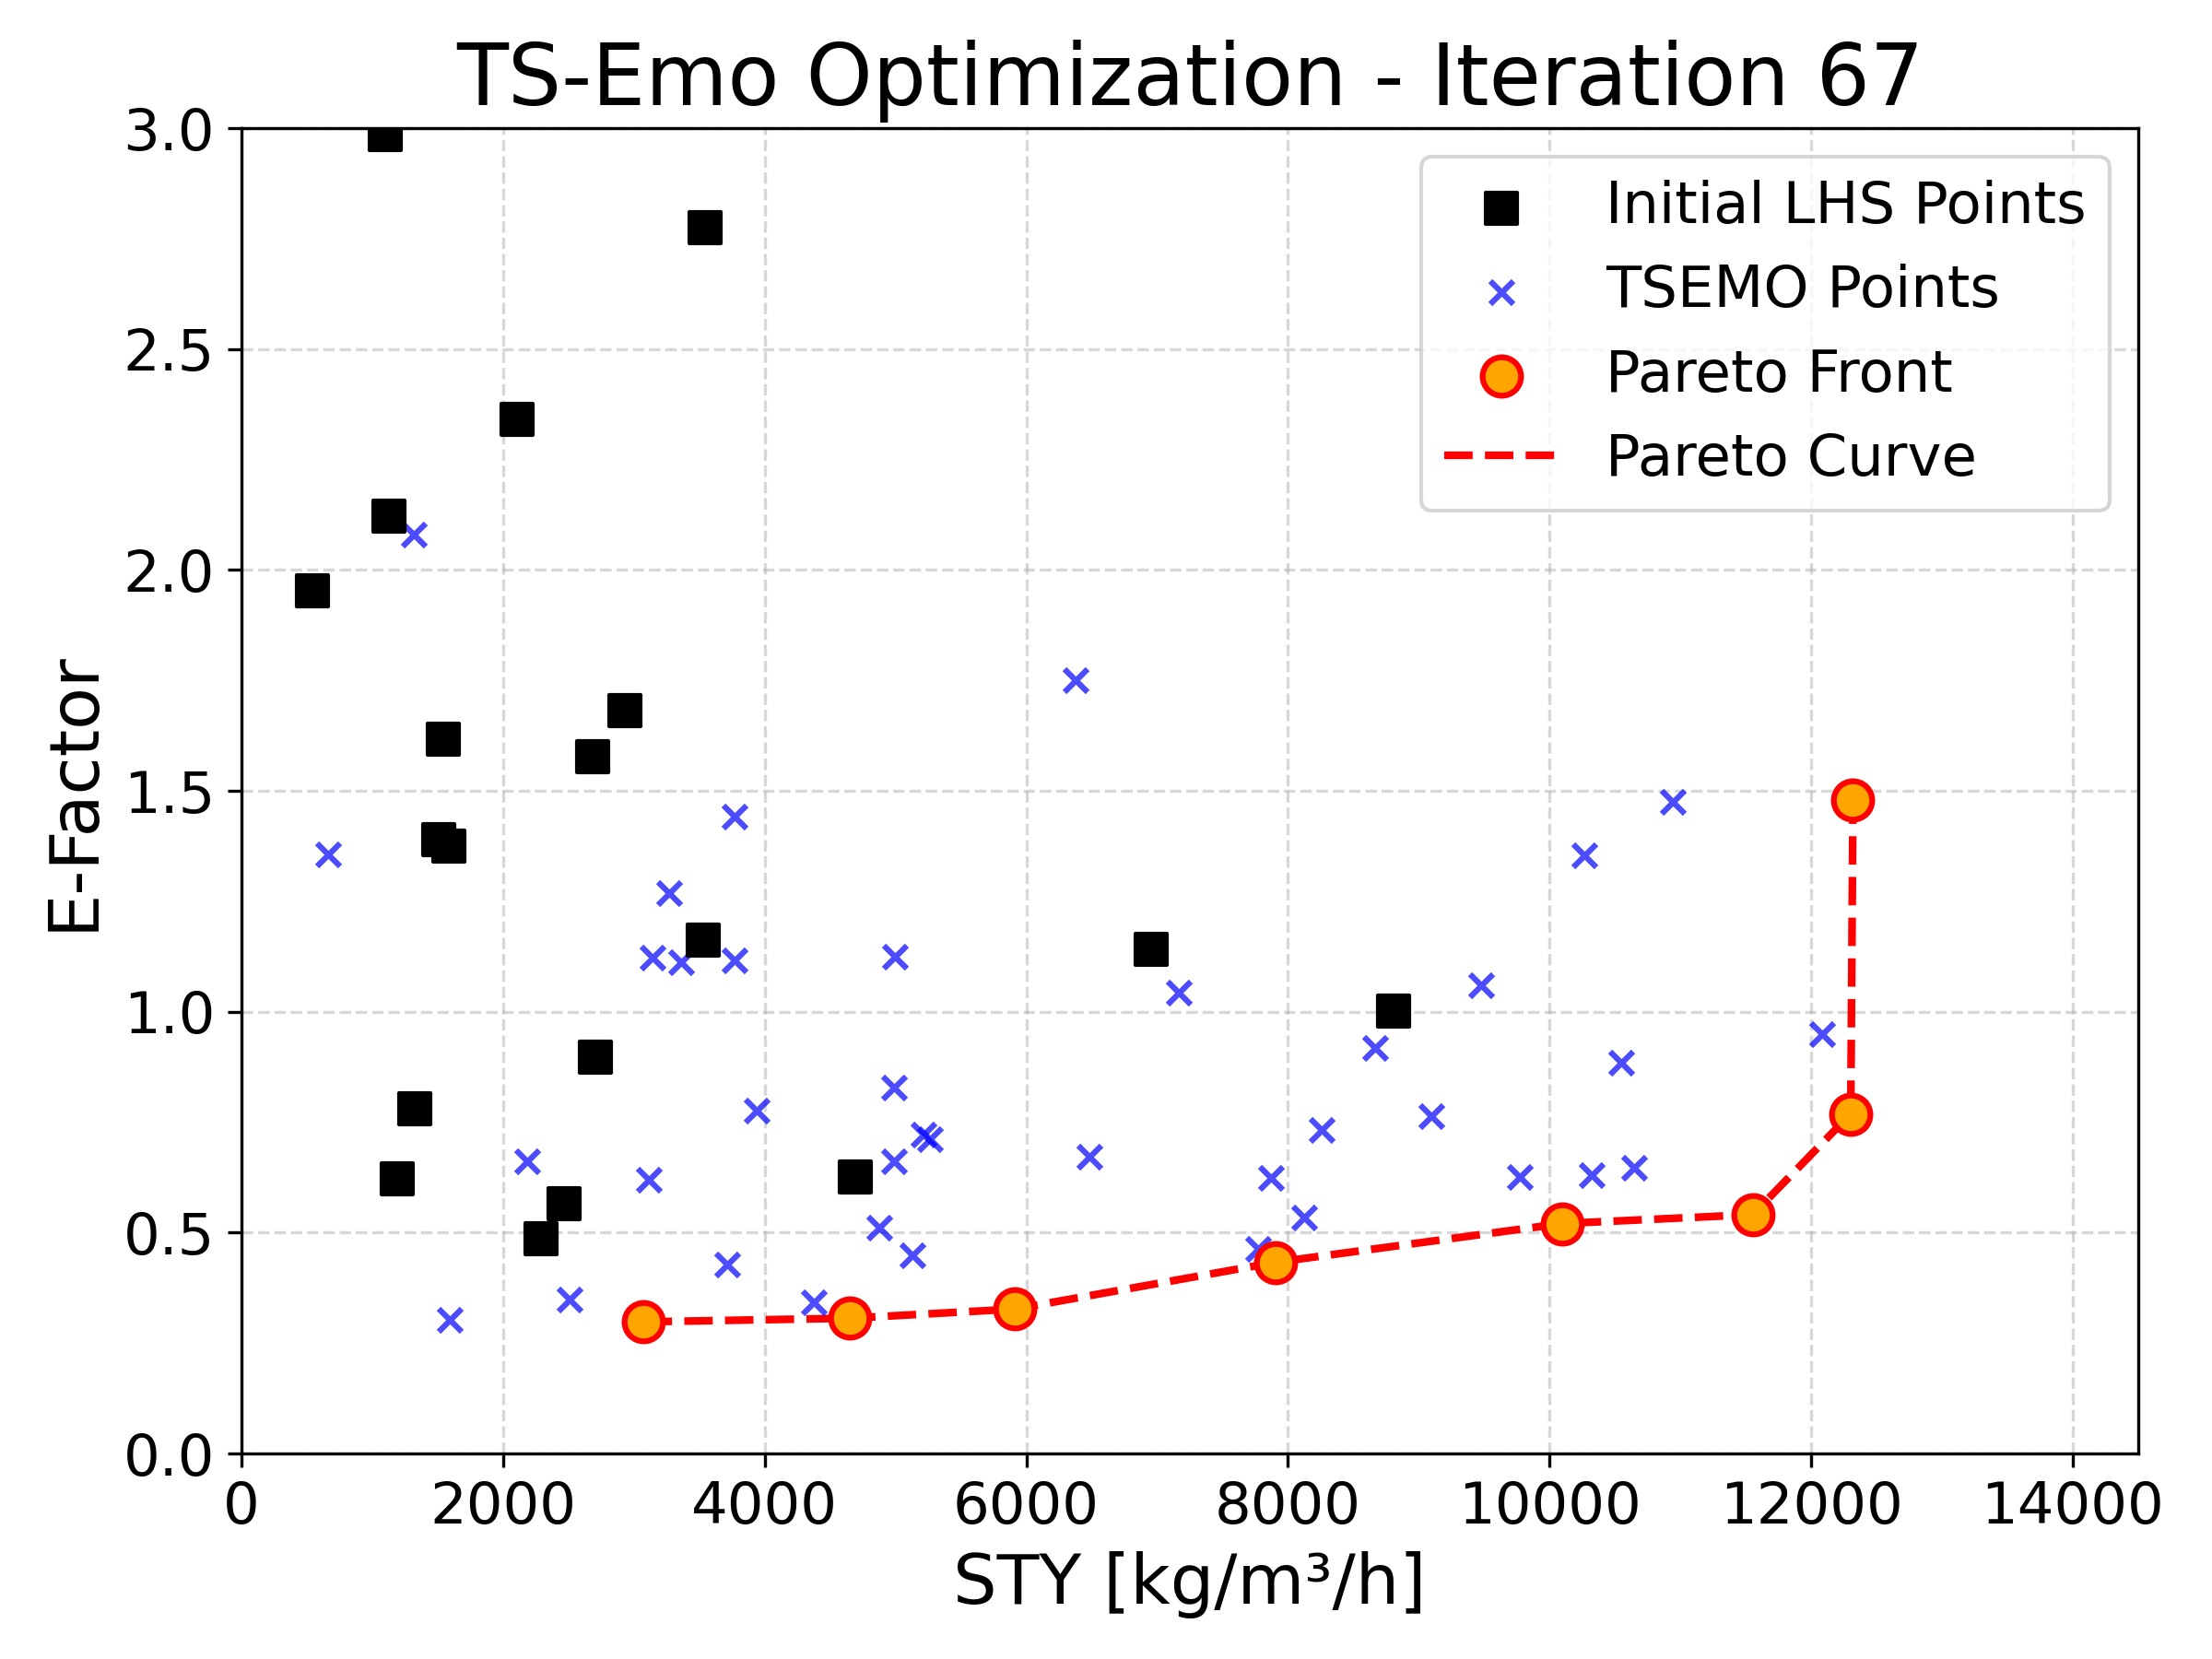 TS-Emo Optimization - Iteration 67
Initial LHS Points
TSEMO Points
Pareto Front
Pareto Curve
E-Factor
3.0
2.5
2.0
1.5
1.0
0.5
0.0
0 2000 4000 6000 8000 10000 12000 14000
STY [kg/m³/h]